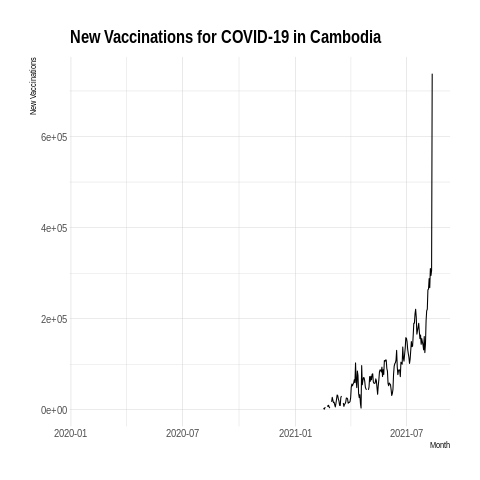 New Vaccinations for COVID-19 in Cambodia
New Vaccinations
6e+05
4e+05
2e+05
0e+00
2020-01
2020-07
2021-01
2021-07
Month